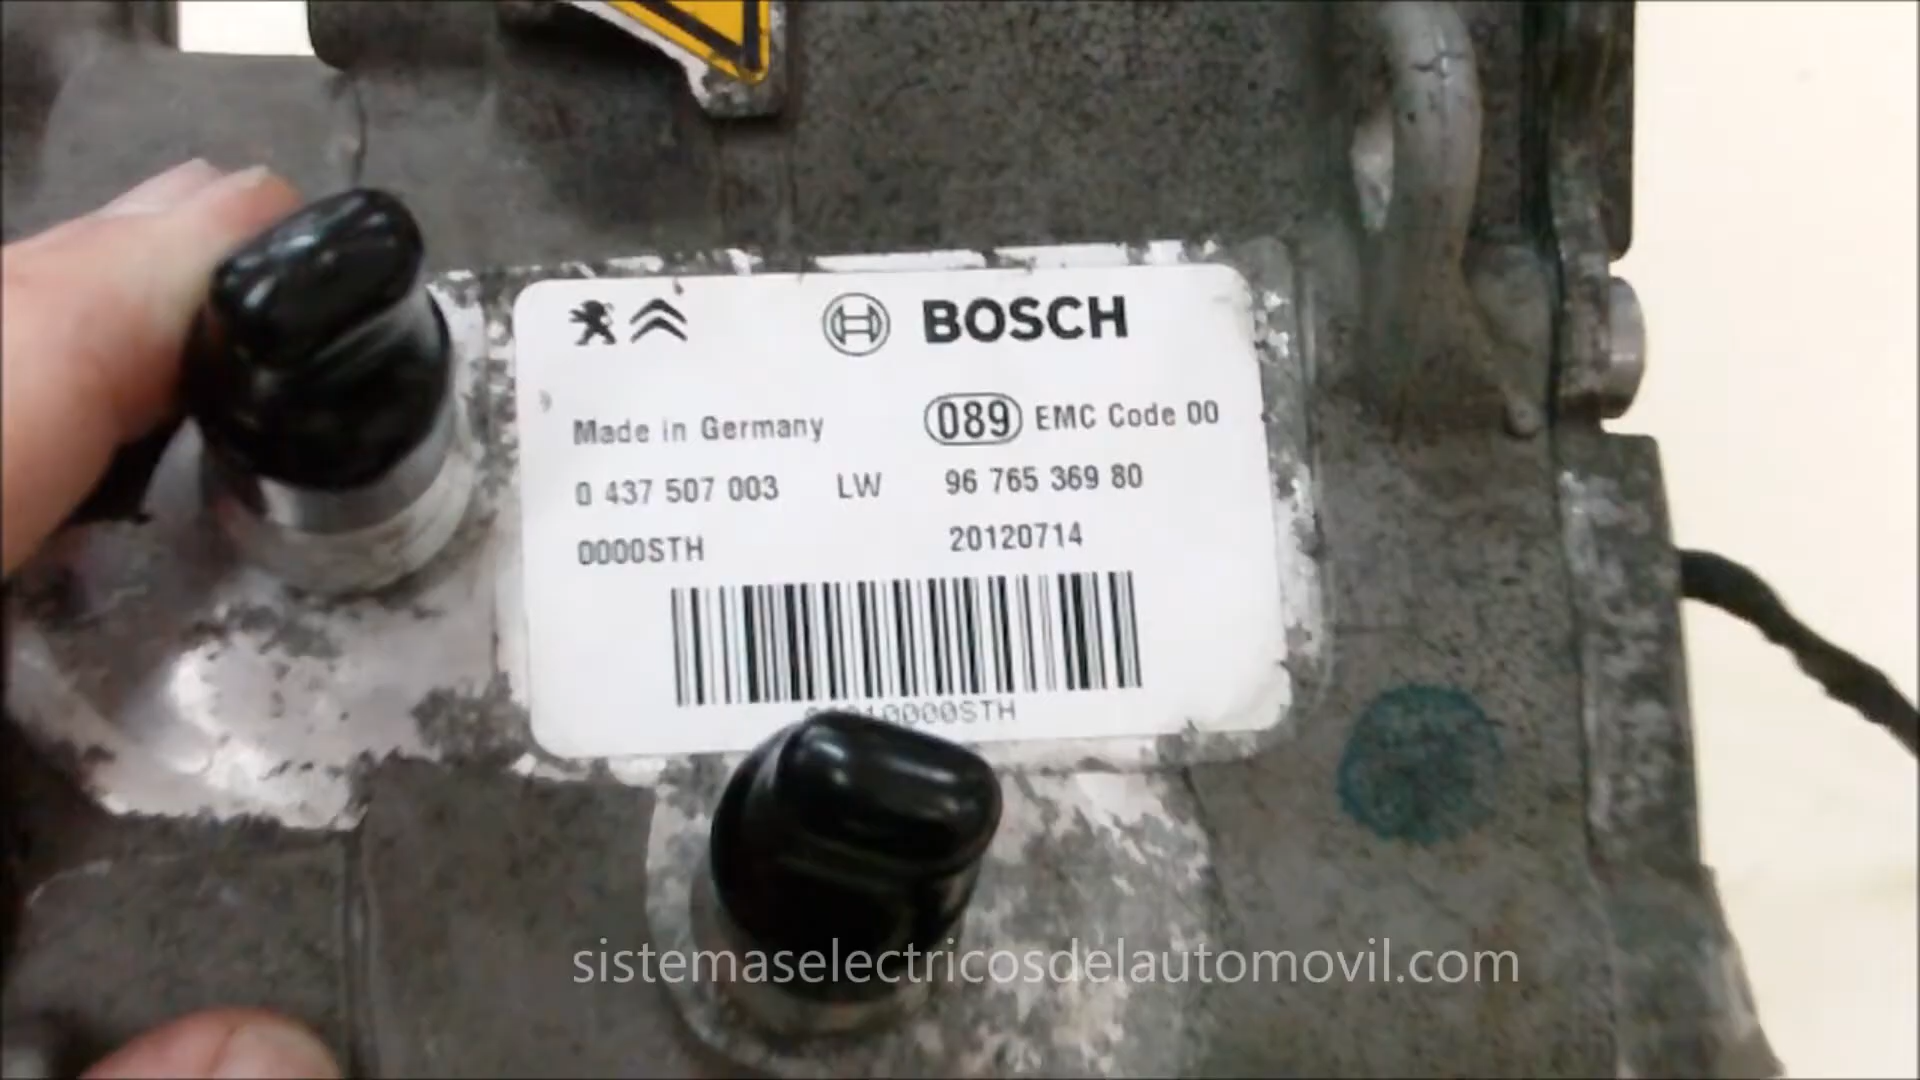 BOSCH
Made in Germany 089 EMC Code 00
0 437 507 003 LW 96 765 369 80
0000STH 20120714
sistemaselectricosdelautomovil.com